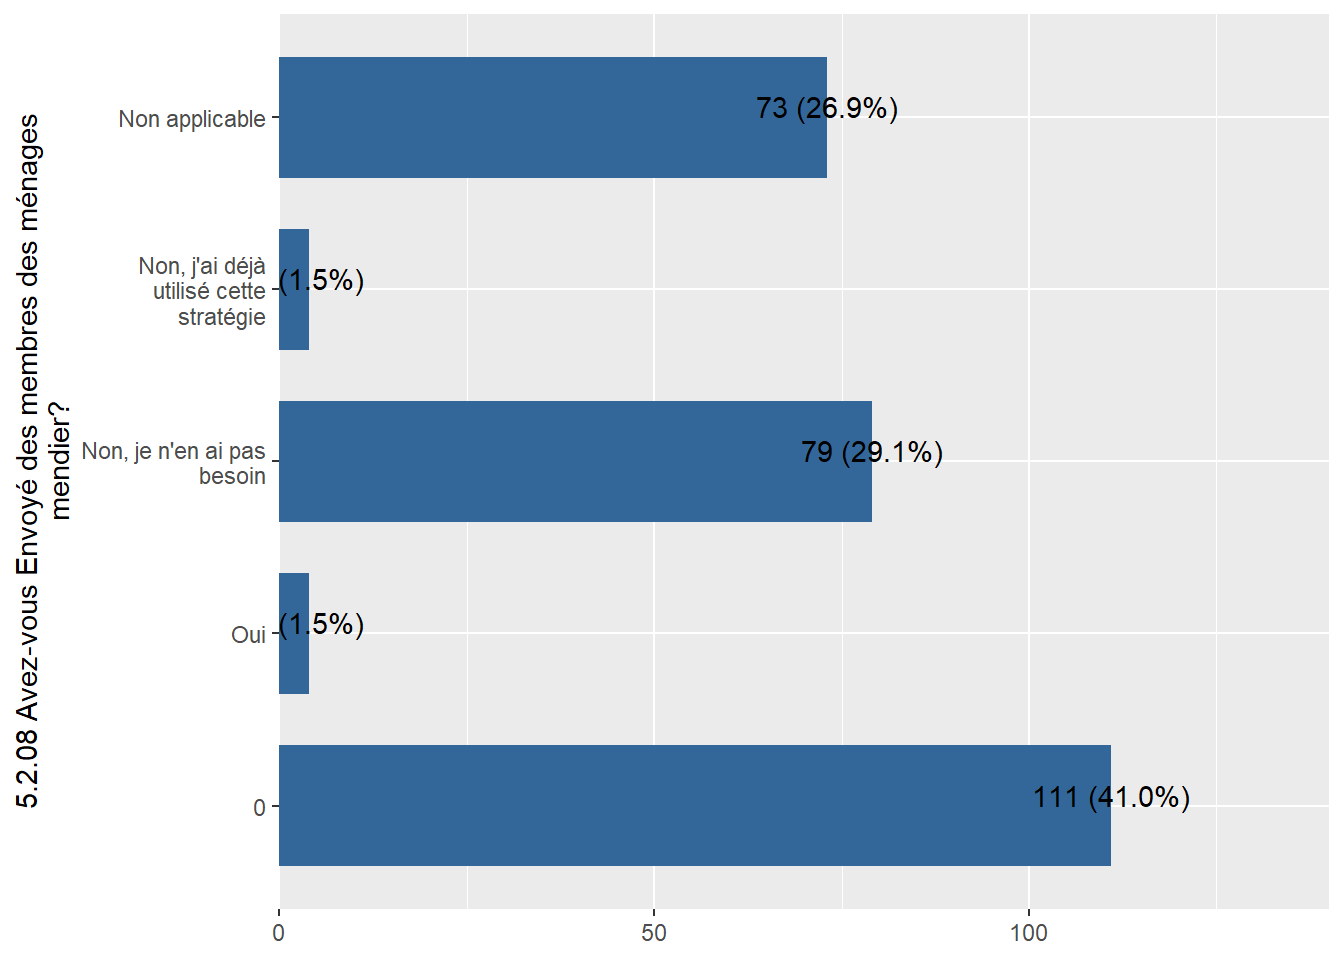 5.2.08 Avez-vous Envoyé des membres des ménages
mendier?
Non applicable
73 (26.9%)
Non, j'ai déjà
utilisé cette
stratégie
(1.5%)
Non, je n'en ai pas
besoin
79 (29.1%)
Oui
(1.5%)
0
111 (41.0%)
0 50 100